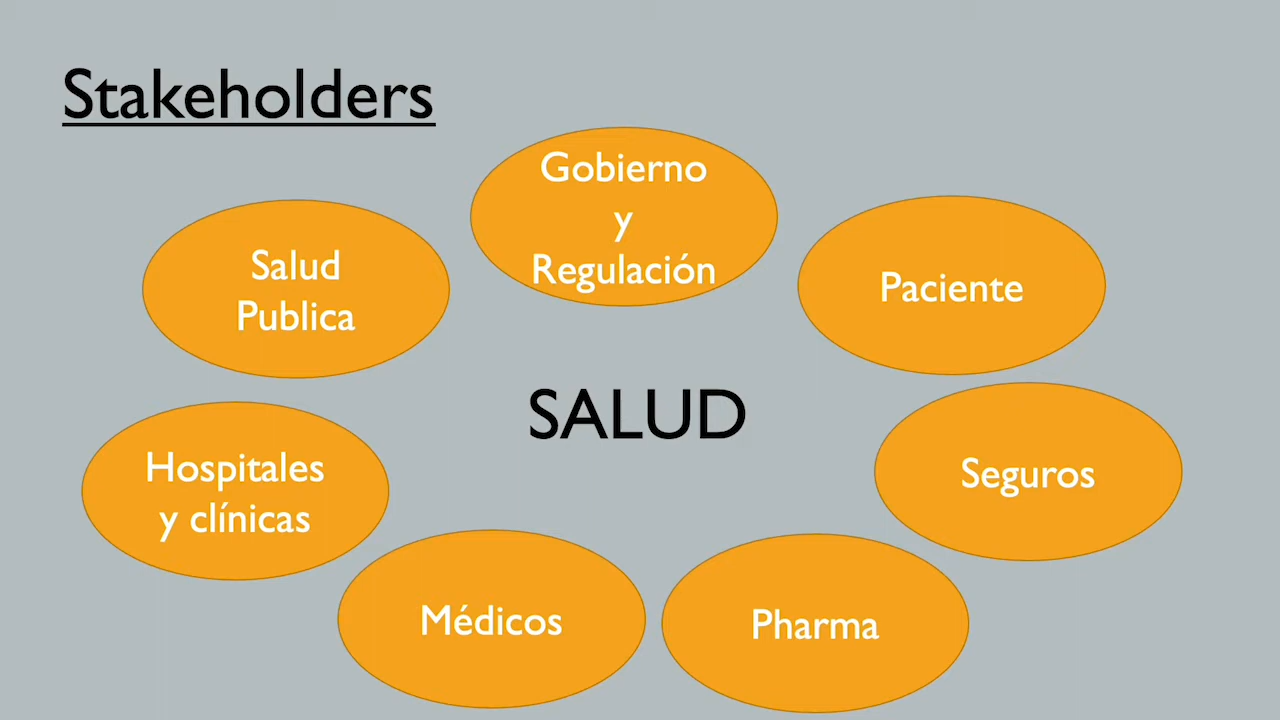 Stakeholders
Gobierno
y
Regulación
Salud
Publica
Paciente
SALUD
Hospitales
y clínicas
Seguros
Médicos
Pharma